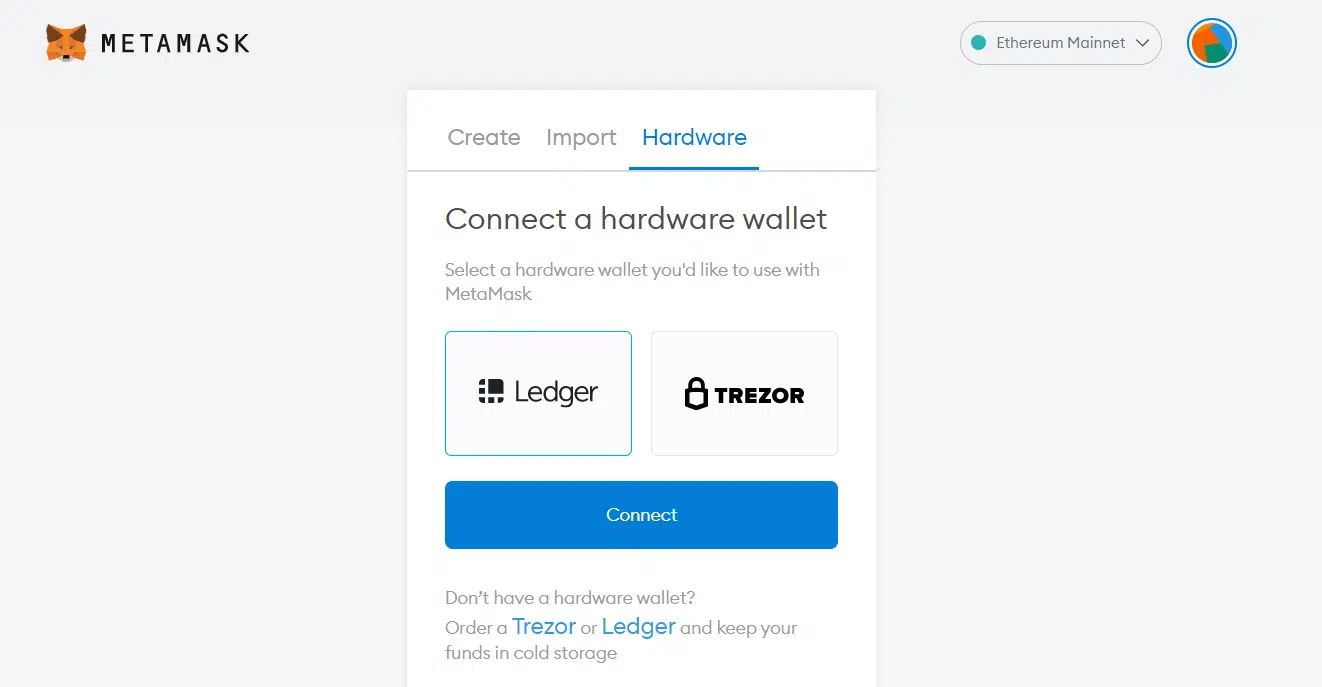 METAMASK
Ethereum Mainnet
Create Import Hardware
Connect a hardware wallet
Select a hardware wallet you'd like to use with
MetaMask
Ledger TREZOR
Connect
Don’t have a hardware wallet?
Order a Trezor or Ledger and keep your
funds in cold storage